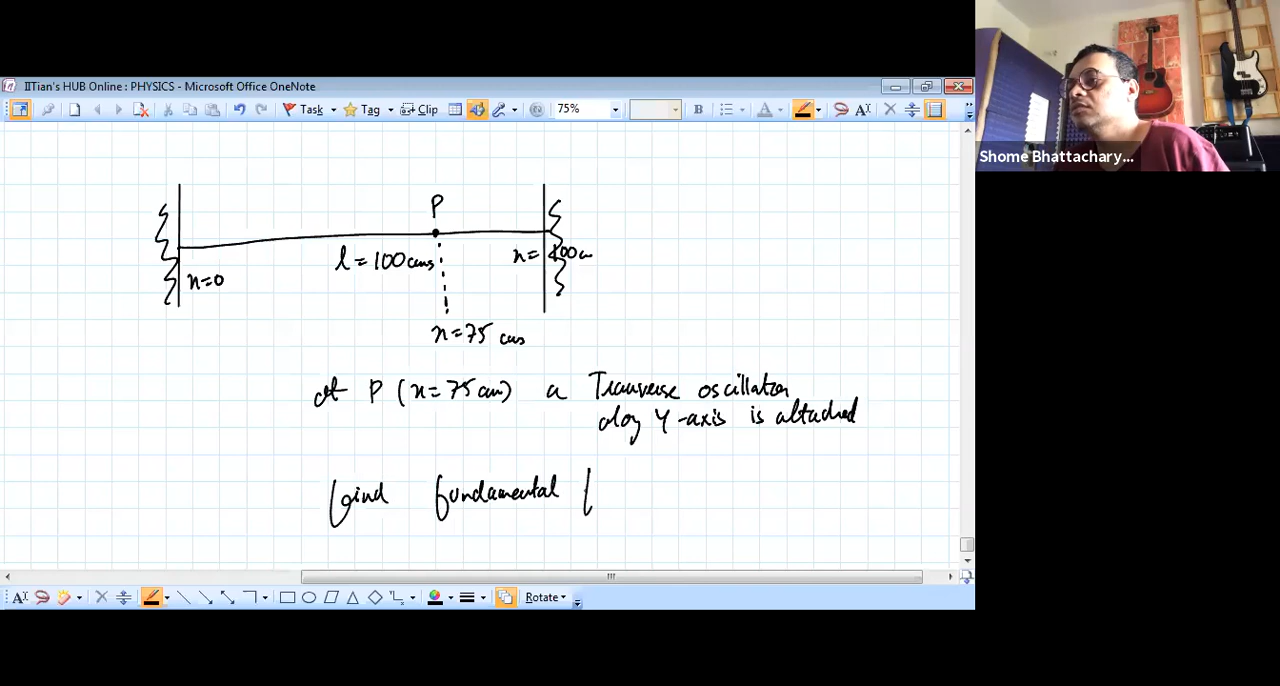 IITian's HUB Online : PHYSICS - Microsoft Office OneNote
Task Tag Clip 75% B A
Shome Bhattachary...
P
l = 100 cms
x=0
x = 100 cm
x=75 cms
at P (x=75 cm) a Tranverse oscillator
along Y-axis is attached
find fundamental f
Rotate